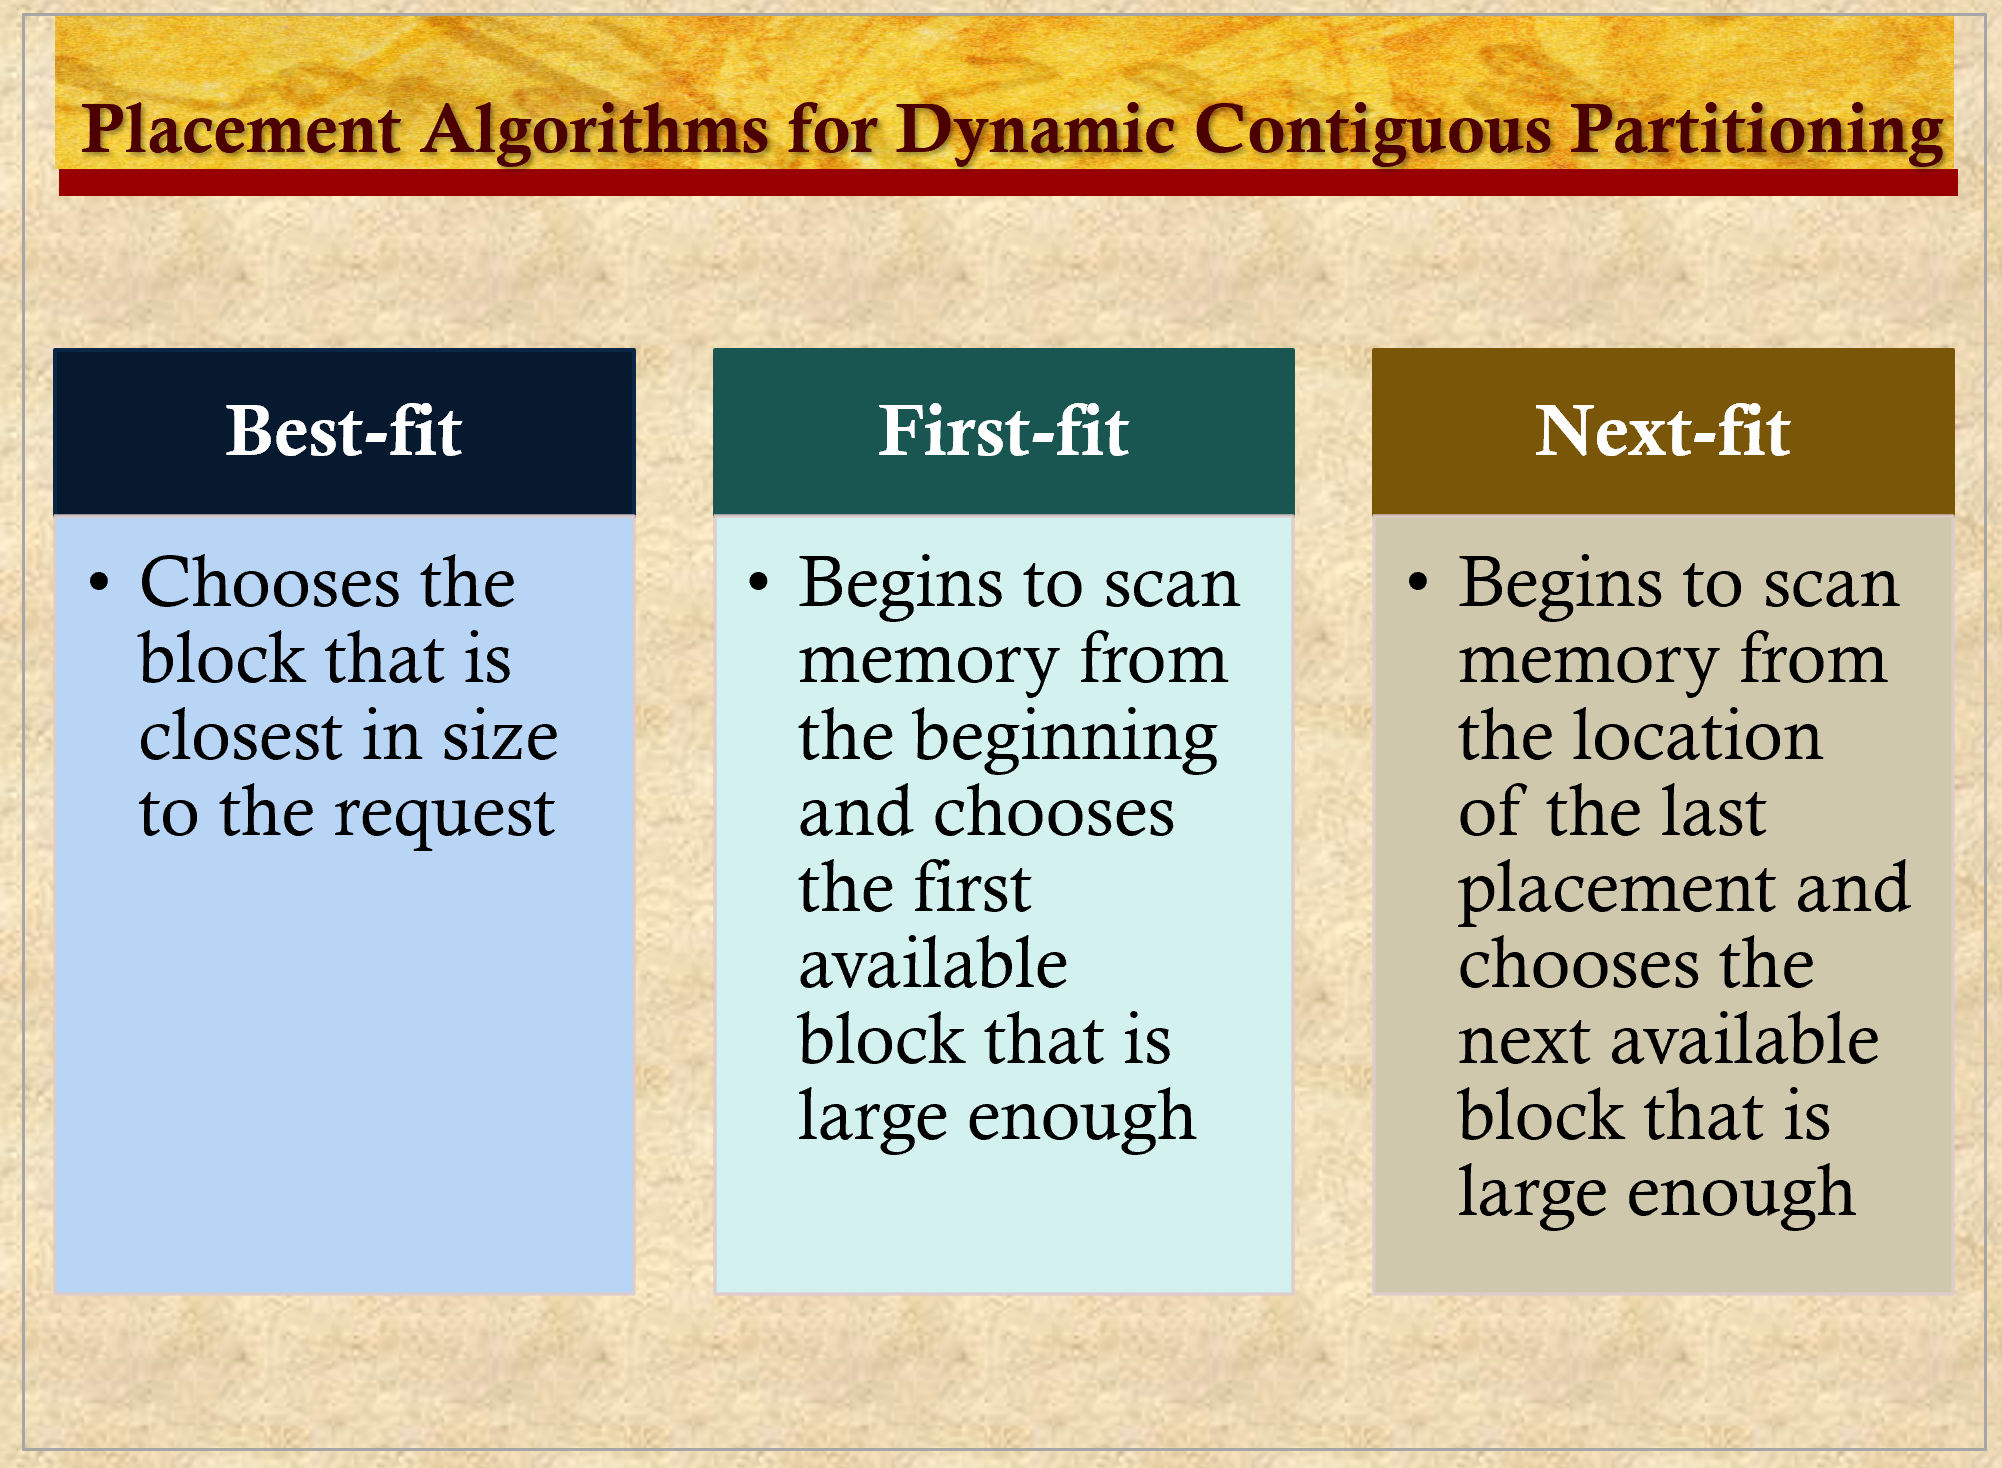 Placement Algorithms for Dynamic Contiguous Partitioning
Best-fit
• Chooses the
block that is
closest in size
to the request
First-fit
• Begins to scan
memory from
the beginning
and chooses
the first
available
block that is
large enough
Next-fit
• Begins to scan
memory from
the location
of the last
placement and
chooses the
next available
block that is
large enough